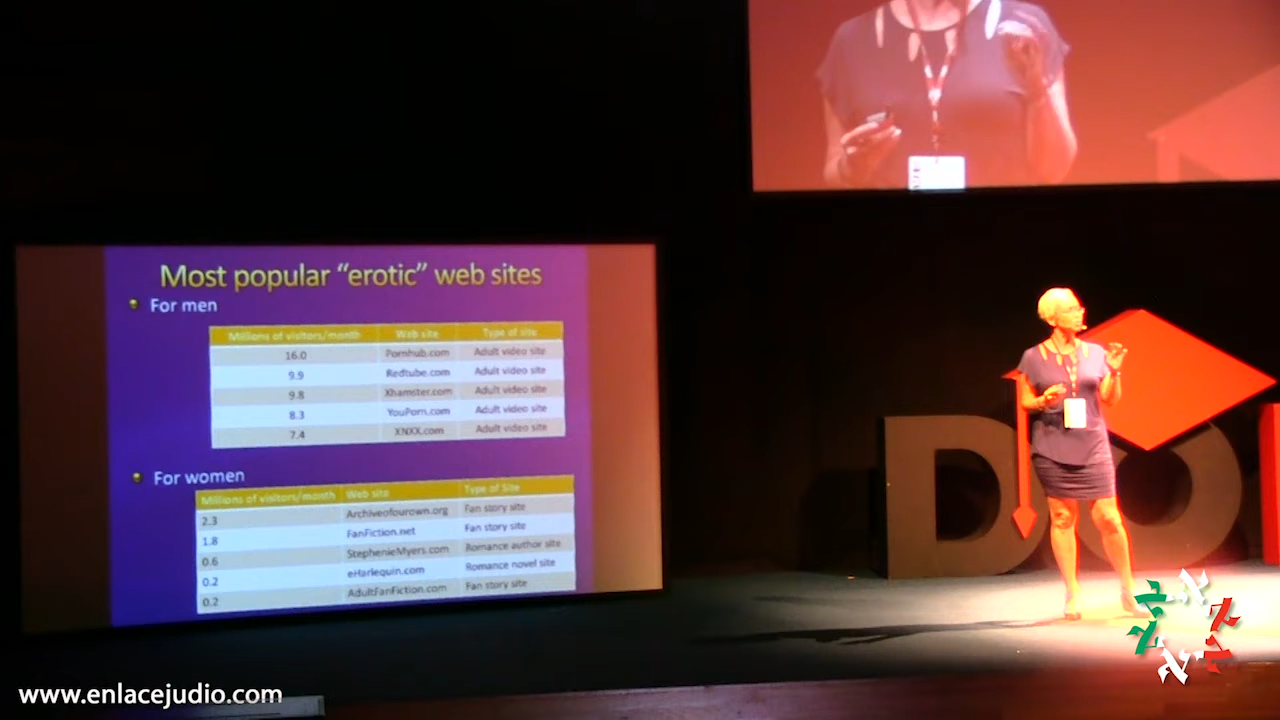 Most popular “erotic” web sites
For men
Millions of visitors/month Web site Type of site
16.0 Pornhub.com Adult video site
9.9 Redtube.com Adult video site
9.8 Xhamster.com Adult video site
8.3 YouPorn.com Adult video site
7.4 XNXX.com Adult video site
For women
Millions of visitors/month Web site Type of Site
2.3 Archiveofourown.org Fan story site
1.8 FanFiction.net Fan story site
0.6 StephenieMyers.com Romance author site
0.2 eHarlequin.com Romance novel site
0.2 AdultFanFiction.com Fan story site
DO
www.enlacejudio.com